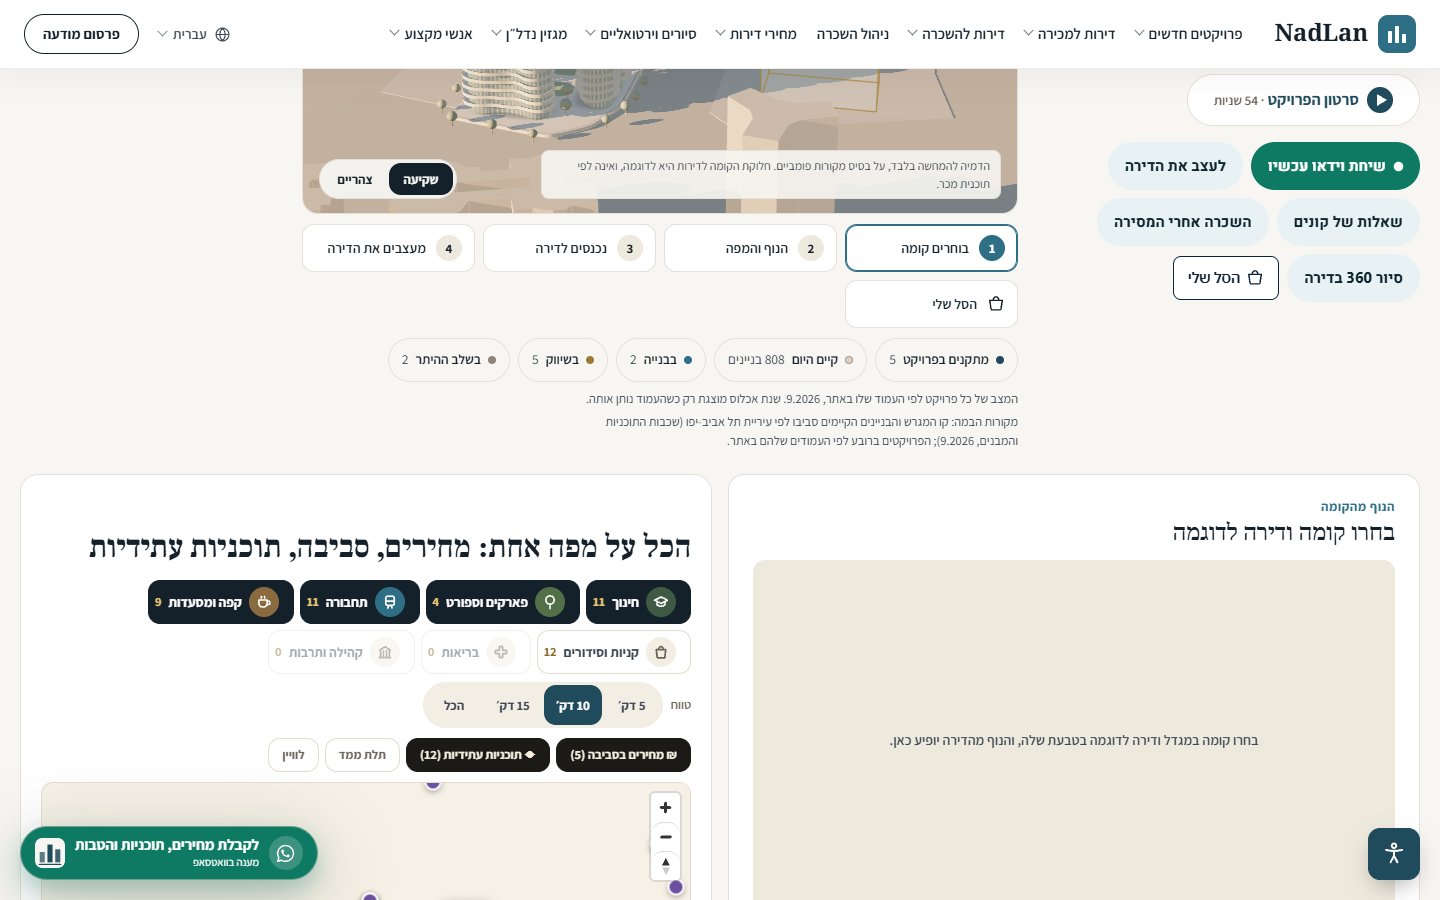 NadLan
פרויקטים חדשים
דירות למכירה
דירות להשכרה
ניהול השכרה
מחירי דירות
סיורים וירטואליים
מגזין נדל״ן
אנשי מקצוע
עברית
פרסום מודעה
סרטון הפרויקט · 54 שניות
שיחת וידאו עכשיו
לעצב את הדירה
שאלות של קונים
השכרה אחרי המסירה
סיור 360 בדירה
הסל שלי
הדמיה להמחשה בלבד, על בסיס מקורות פומביים. חלוקת הקומה לדירות היא לדוגמה, ואינה לפי
תוכנית מכר.
שקיעה
צהריים
1 בוחרים קומה
2 הנוף והמפה
3 נכנסים לדירה
4 מעצבים את הדירה
הסל שלי
מתקנים בפרויקט 5
קיים היום 808 בניינים
בבנייה 2
בשיווק 5
בשלב ההיתר 2
המצב של כל פרויקט לפי העמוד שלו באתר, 9.2026. שנת אכלוס מוצגת רק כשהעמוד נותן אותה.
מקורות הבמה: קו המגרש והבניינים הקיימים סביבו לפי עיריית תל אביב-יפו (שכבות התוכניות
והמבנים, 9.2026); הפרויקטים ברובע לפי העמודים שלהם באתר.
הנוף מהקומה
בחרו קומה ודירה לדוגמה
בחרו קומה במגדל ודירה לדוגמה בטבעת שלה, והנוף מהדירה יופיע כאן.
הכל על מפה אחת: מחירים, סביבה, תוכניות עתידיות
חינוך 11
פארקים וספורט 4
תחבורה 11
קפה ומסעדות 9
קניות וסידורים 12
בריאות 0
קהילה ותרבות 0
טווח
5 דק׳
10 דק׳
15 דק׳
הכל
₪ מחירים בסביבה (5)
תוכניות עתידיות (12)
תלת ממד
לוויין
לקבלת מחירים, תוכניות והטבות
מענה בוואטסאפ